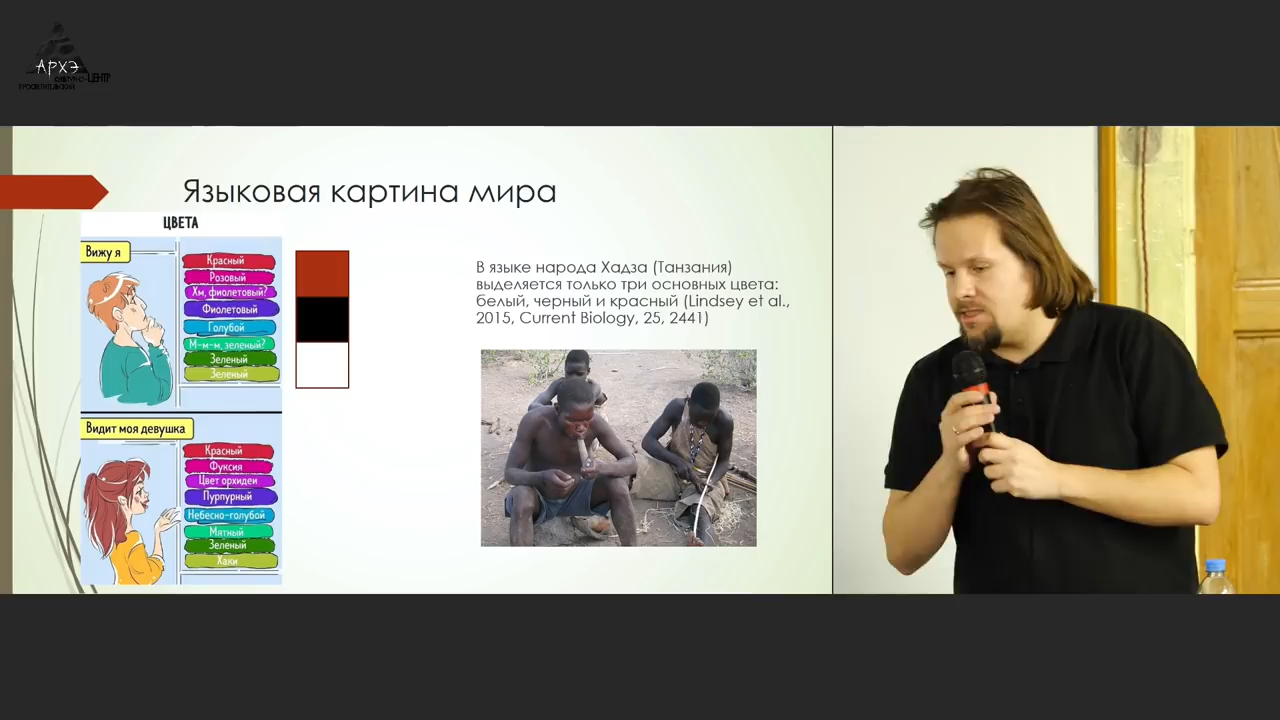 АРХЭ
ЦЕНТР
ПРОСВЕТИТЕЛЬСКИЙ
Языковая картина мира
ЦВЕТА
Вижу я
Красный
Розовый
Хм, фиолетовый?
Фиолетовый
Голубой
М-м-м, зеленый?
Зеленый
Зеленый
Видит моя девушка
Красный
Фуксия
Цвет орхидеи
Пурпурный
Небесно-голубой
Мятный
Зеленый
Хаки
В языке народа Хадза (Танзания)
выделяется только три основных цвета:
белый, черный и красный (Lindsey et al.,
2015, Current Biology, 25, 2441)